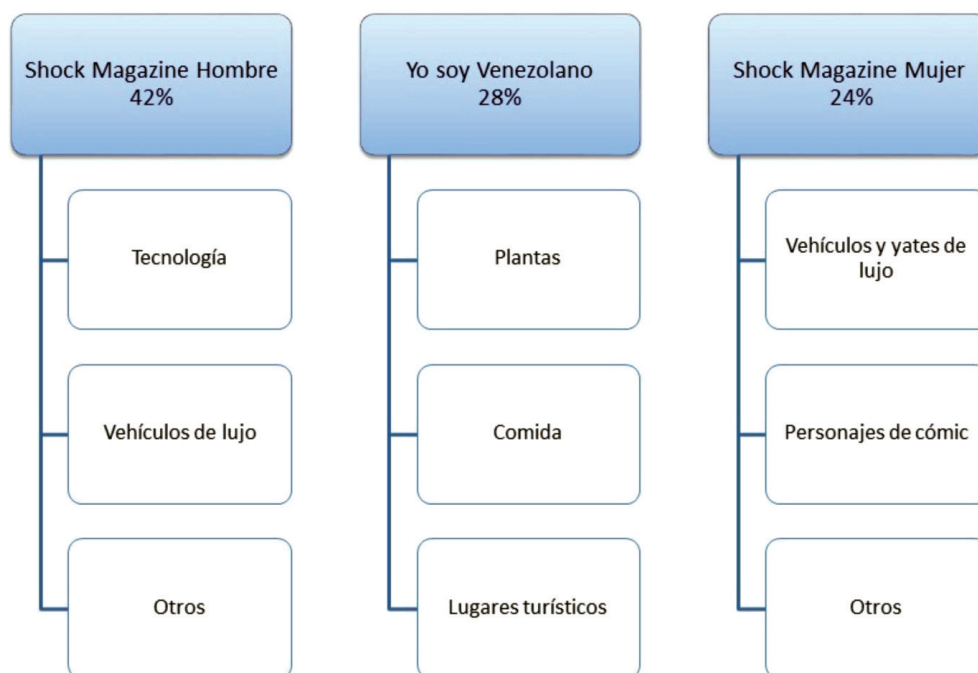 Shock Magazine Hombre
42%
Tecnología
Vehículos de lujo
Otros
Yo soy Venezolano
28%
Plantas
Comida
Lugares turísticos
Shock Magazine Mujer
24%
Vehículos y yates de
lujo
Personajes de cómic
Otros